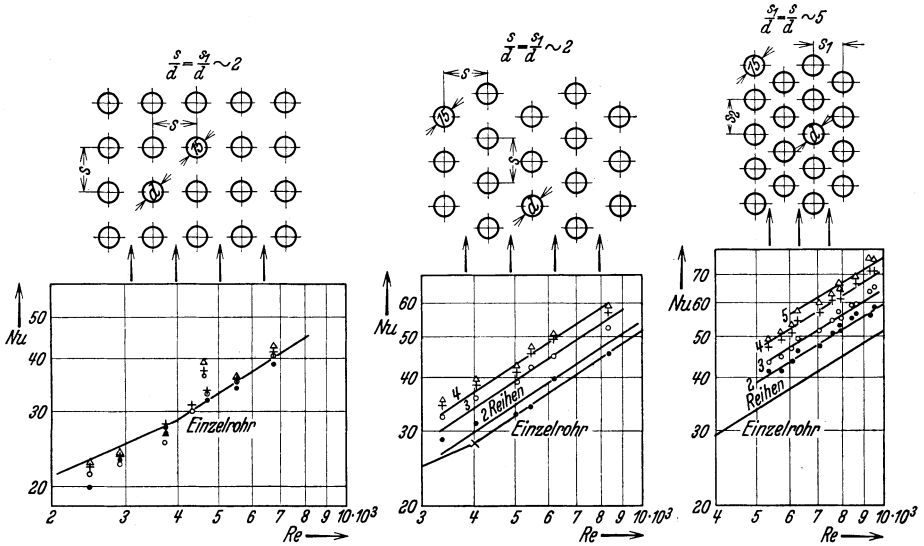 s/d = s₁/d ~ 2
s
15
s
d
Nu
50
40
30
20
Einzelrohr
2 3 4 5 6 7 8 9 10·10³
Re
s/d = s₁/d ~ 2
s
15
s
d
Nu
60
50
40
30
20
4
3
2 Reihen
Einzelrohr
3 4 5 6 7 8 9 10·10³
Re
s₁/d = s/d ~ 5
s₁
15
s₂
d
Nu
70
60
50
40
30
20
5
4
3
2
Reihen
Einzelrohr
4 5 6 7 8 9 10·10³
Re